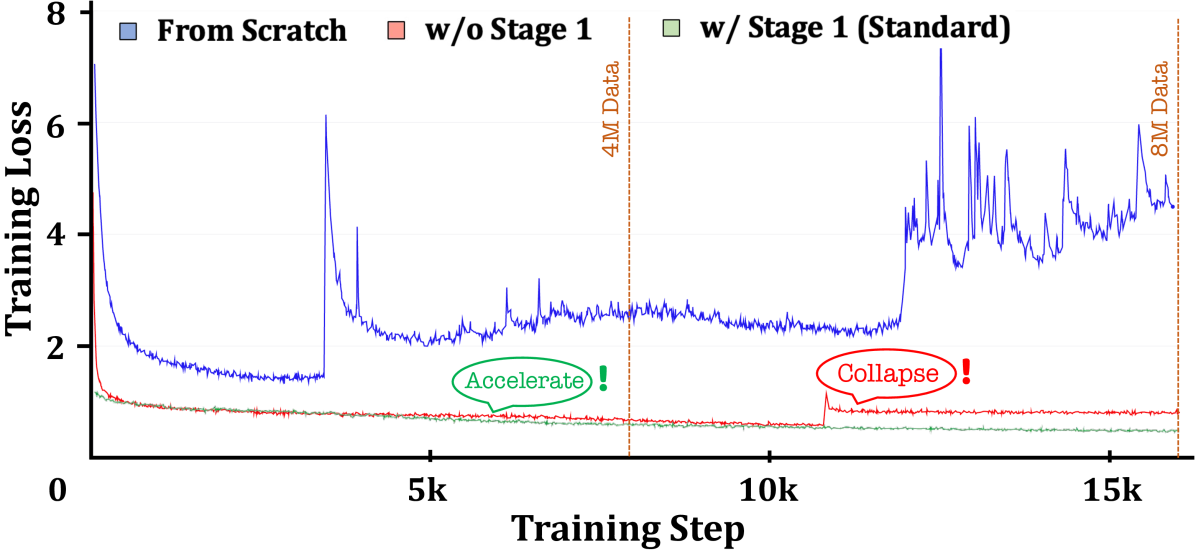 8
From Scratch
w/o Stage 1
w/ Stage 1 (Standard)
4M Data
8M Data
6
4
2
0
Training Loss
Accelerate !
Collapse !
5k
10k
15k
Training Step